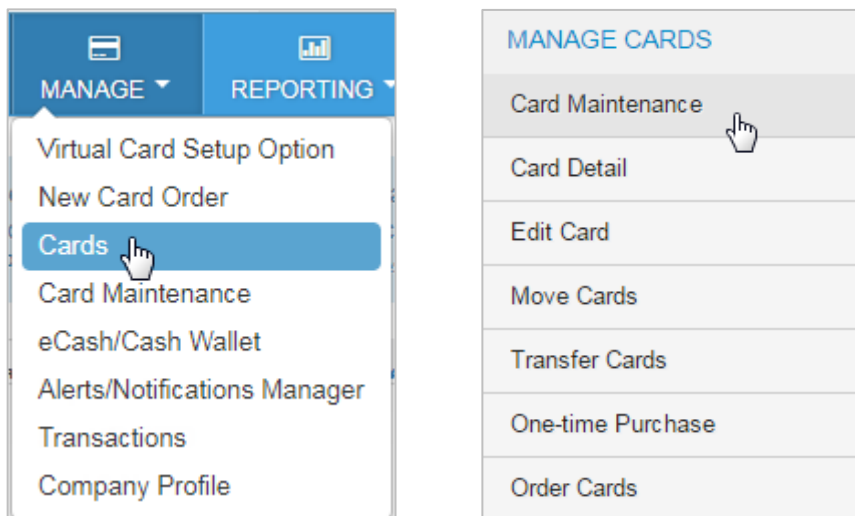 MANAGE
REPORTING
Virtual Card Setup Option
New Card Order
Cards
Card Maintenance
eCash/Cash Wallet
Alerts/Notifications Manager
Transactions
Company Profile
MANAGE CARDS
Card Maintenance
Card Detail
Edit Card
Move Cards
Transfer Cards
One-time Purchase
Order Cards